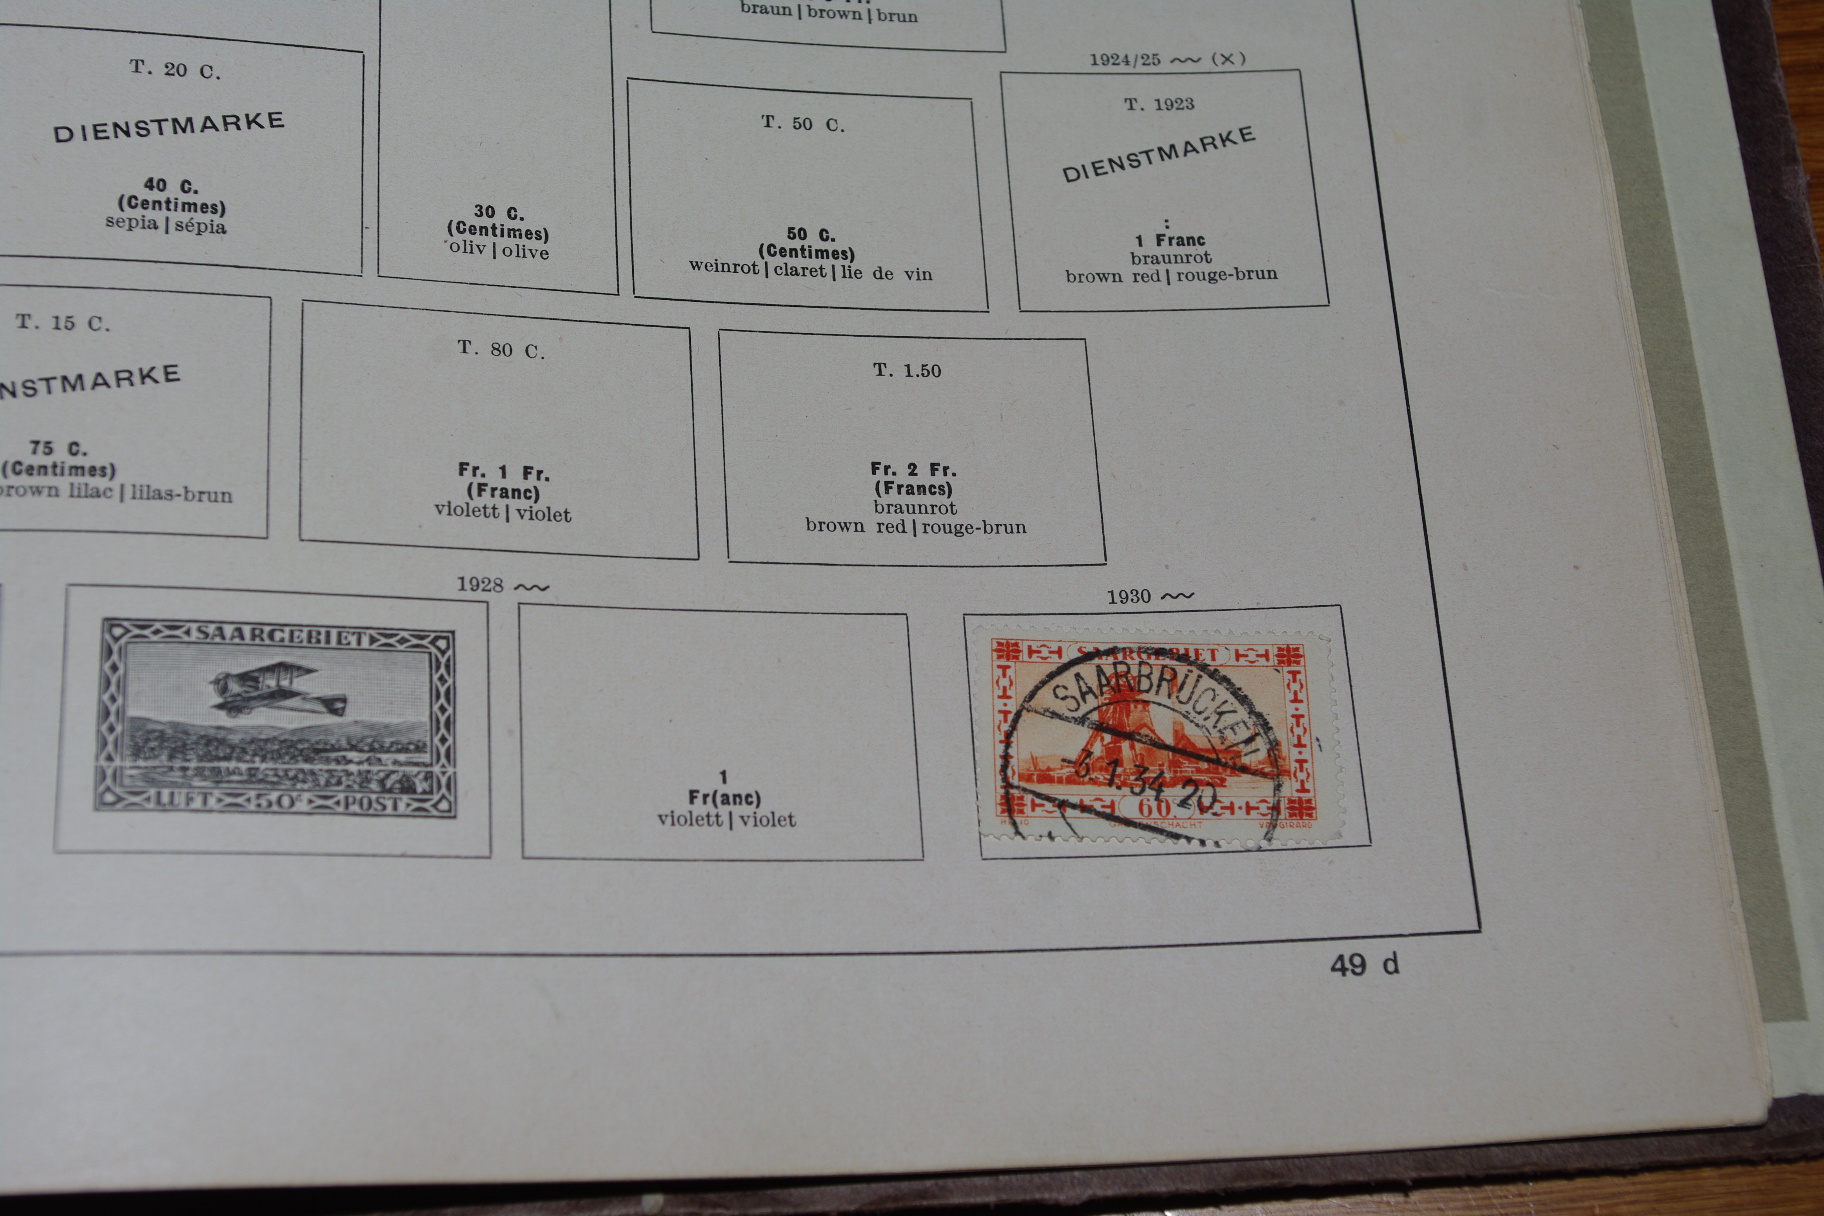 braun | brown | brun
T. 20 C.
DIENSTMARKE
40 C.
(Centimes)
sepia | sépia
30 C.
(Centimes)
oliv | olive
T. 50 C.
50 C.
(Centimes)
weinrot | claret | lie de vin
1924/25 (X)
T. 1923
DIENSTMARKE
:
1 Franc
braunrot
brown red | rouge-brun
T. 15 C.
NSTMARKE
75 C.
(Centimes)
brown lilac | lilas-brun
T. 80 C.
Fr. 1 Fr.
(Franc)
violett | violet
T. 1.50
Fr. 2 Fr.
(Francs)
braunrot
brown red | rouge-brun
1928
SAARGEBIET
LUFT 50c POST
1
Fr(anc)
violett | violet
1930
SAARGEBIET
SAARBRÜCKEN
1.34 20
60
VAUGIRARD
49 d